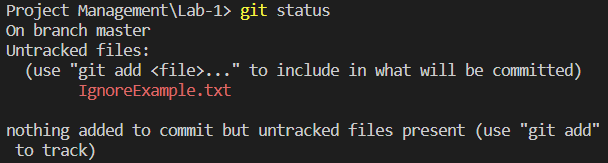 Project Management\Lab-1> git status
On branch master
Untracked files:
  (use "git add <file>..." to include in what will be committed)
        IgnoreExample.txt

nothing added to commit but untracked files present (use "git add"
 to track)